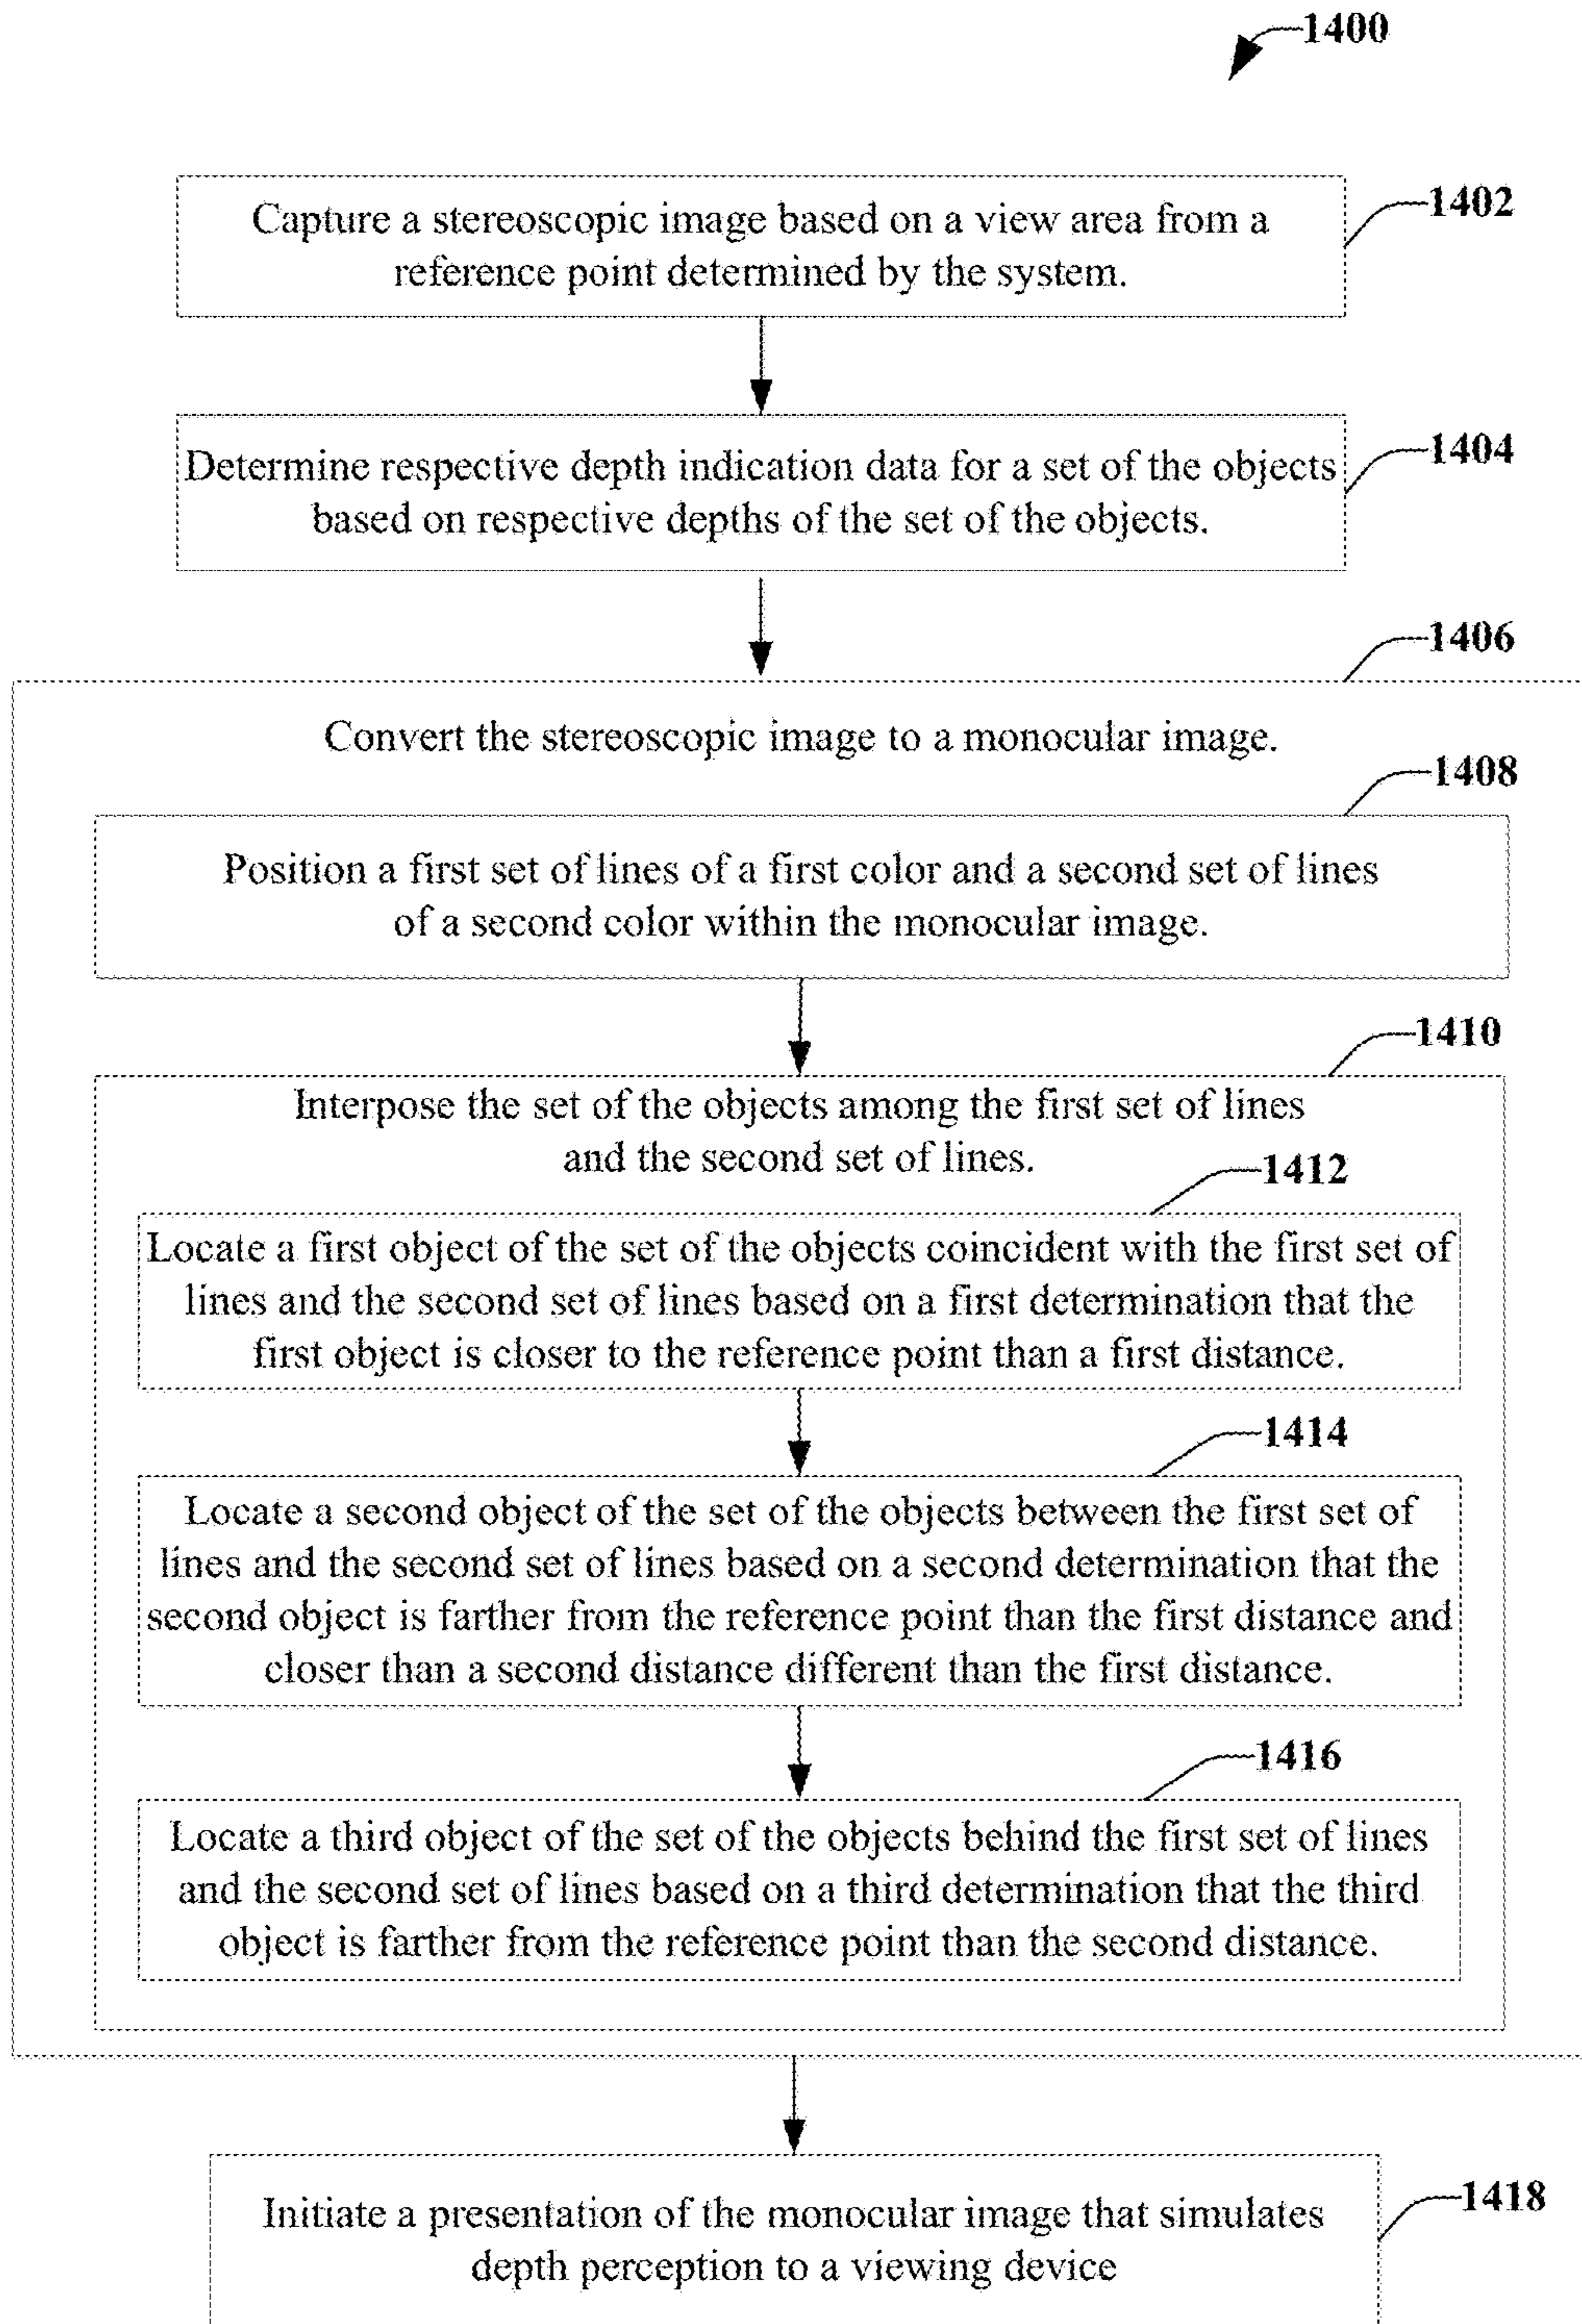 1400
Capture a stereoscopic image based on a view area from a
reference point determined by the system.
1402
Determine respective depth indication data for a set of the objects
based on respective depths of the set of the objects.
1404
1406
Convert the stereoscopic image to a monocular image.
1408
Position a first set of lines of a first color and a second set of lines
of a second color within the monocular image.
1410
Interpose the set of the objects among the first set of lines
and the second set of lines.
1412
Locate a first object of the set of the objects coincident with the first set of
lines and the second set of lines based on a first determination that the
first object is closer to the reference point than a first distance.
1414
Locate a second object of the set of the objects between the first set of
lines and the second set of lines based on a second determination that the
second object is farther from the reference point than the first distance and
closer than a second distance different than the first distance.
1416
Locate a third object of the set of the objects behind the first set of lines
and the second set of lines based on a third determination that the third
object is farther from the reference point than the second distance.
Initiate a presentation of the monocular image that simulates
depth perception to a viewing device
1418